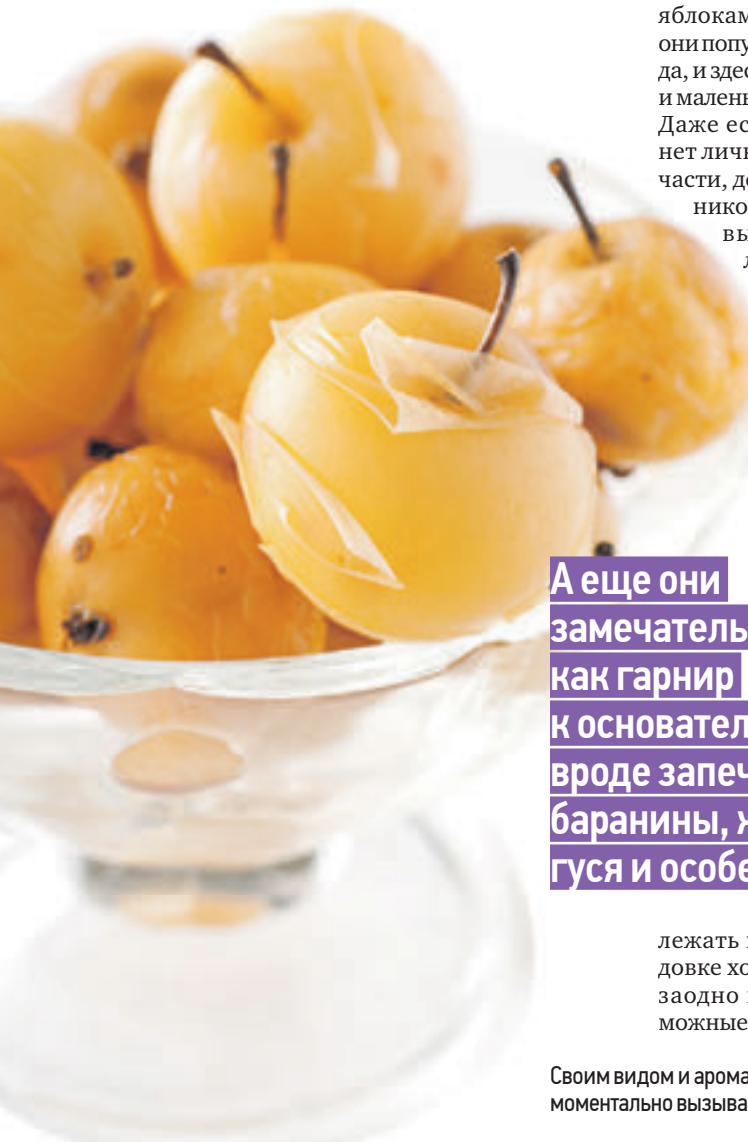 яблокам
они попу
да, и здес
и малень
Даже ес
нет личн
части, до
нико
вы
л
А еще они
замечатель
как гарнир
к основател
вроде запеч
баранины, ж
гуся и особе
лежать
довке хо
заодно
можные
Своим видом и арома
моментально вызыва